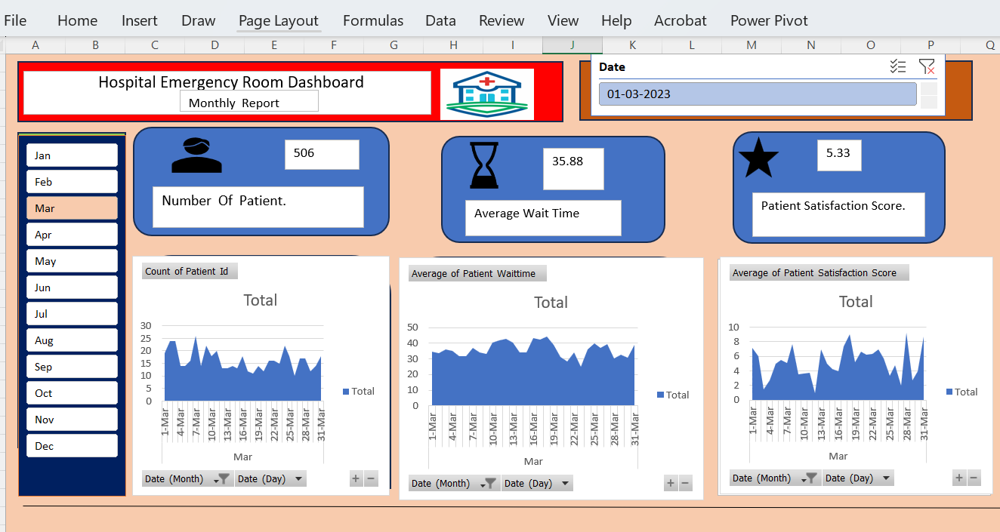 File Home Insert Draw Page Layout Formulas Data Review View Help Acrobat Power Pivot
A B C D E F G H I J K L M N O P Q
Hospital Emergency Room Dashboard
Monthly Report
Date
01-03-2023
Jan
Feb
Mar
Apr
May
Jun
Jul
Aug
Sep
Oct
Nov
Dec
506
Number Of Patient.
35.88
Average Wait Time
5.33
Patient Satisfaction Score.
Count of Patient Id
Total
30
25
20
15
10
5
0
1-Mar 4-Mar 7-Mar 10-Mar 13-Mar 16-Mar 19-Mar 22-Mar 25-Mar 28-Mar 31-Mar
Mar
Total
Date (Month) Date (Day) + −
Average of Patient Waittime
Total
50
40
30
20
10
0
1-Mar 4-Mar 7-Mar 10-Mar 13-Mar 16-Mar 19-Mar 22-Mar 25-Mar 28-Mar 31-Mar
Mar
Total
Date (Month) Date (Day) + −
Average of Patient Satisfaction Score
Total
10
8
6
4
2
0
1-Mar 4-Mar 7-Mar 10-Mar 13-Mar 16-Mar 19-Mar 22-Mar 25-Mar 28-Mar 31-Mar
Mar
Total
Date (Month) Date (Day) + −